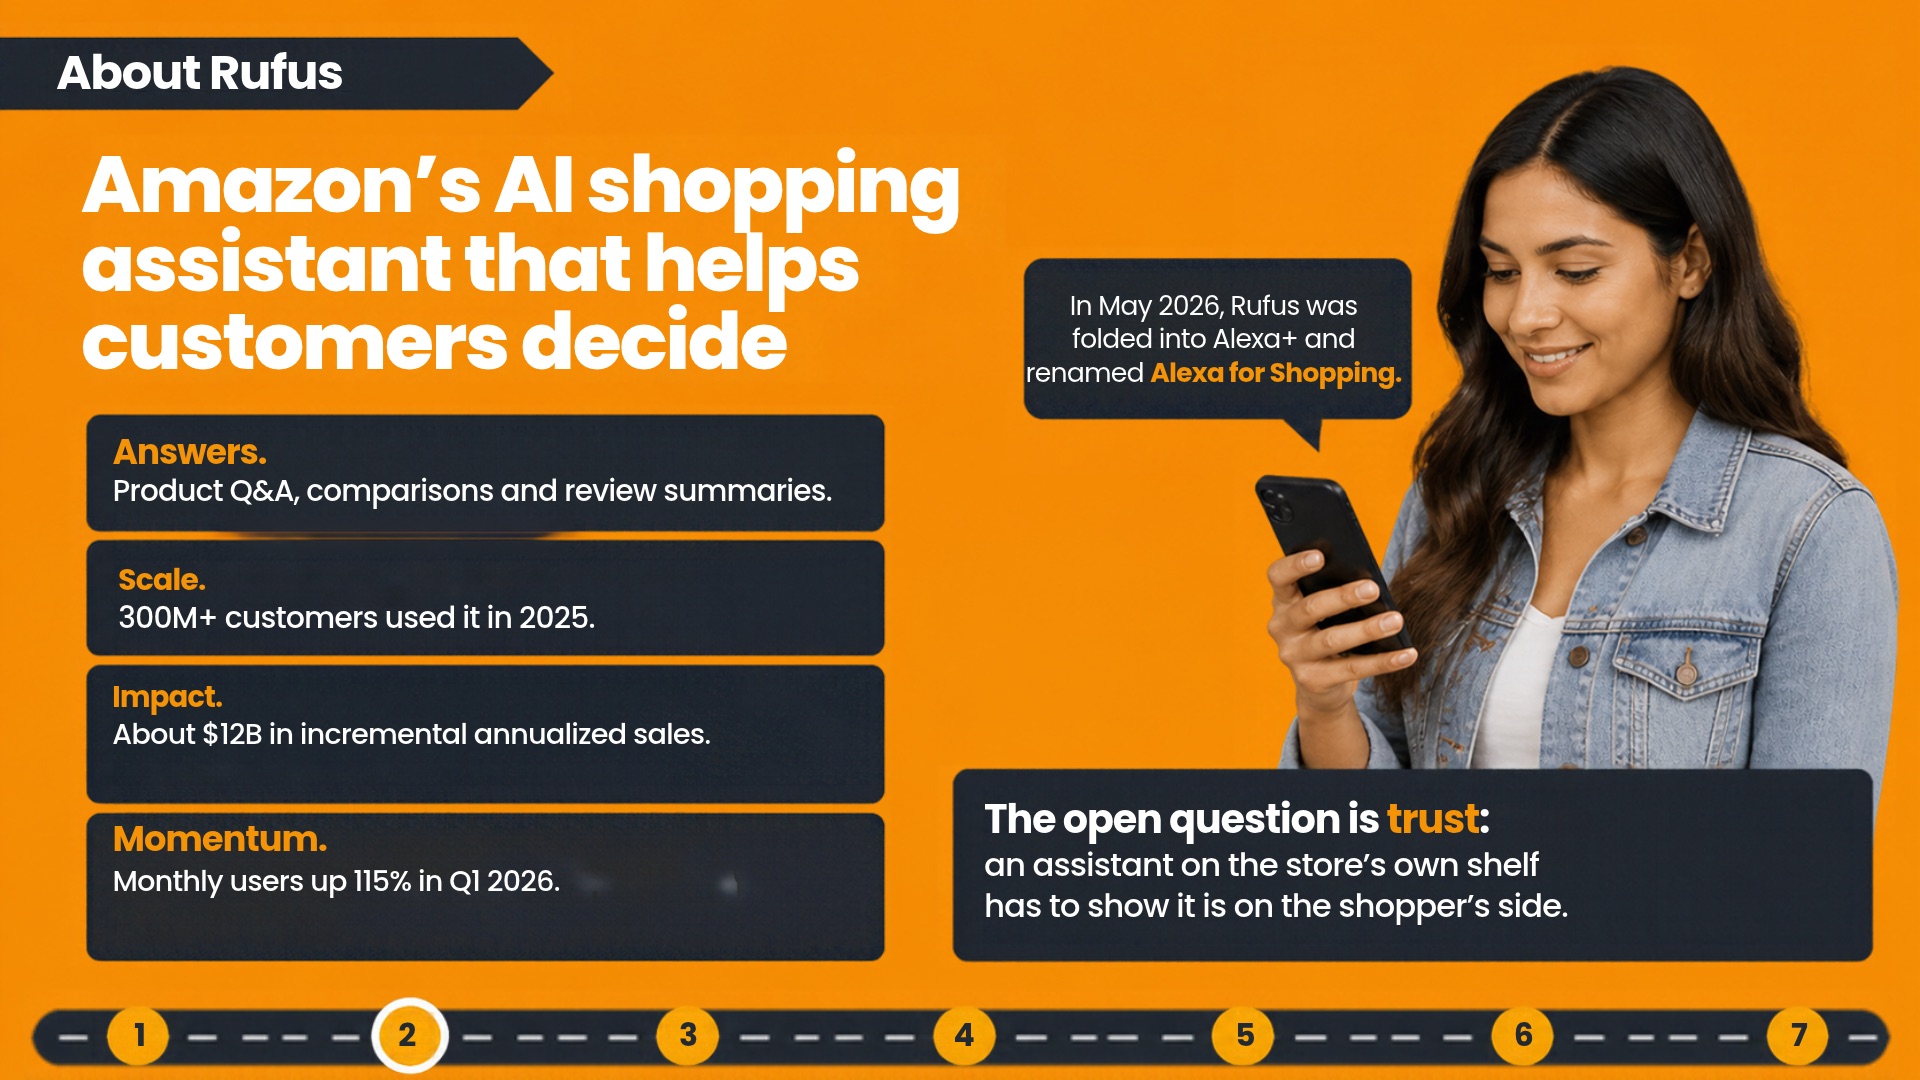 About Rufus
Amazon’s AI shopping
assistant that helps
customers decide
In May 2026, Rufus was
folded into Alexa+ and
renamed Alexa for Shopping.
Answers.
Product Q&A, comparisons and review summaries.
Scale.
300M+ customers used it in 2025.
Impact.
About $12B in incremental annualized sales.
Momentum.
Monthly users up 115% in Q1 2026.
The open question is trust:
an assistant on the store’s own shelf
has to show it is on the shopper’s side.
1 2 3 4 5 6 7